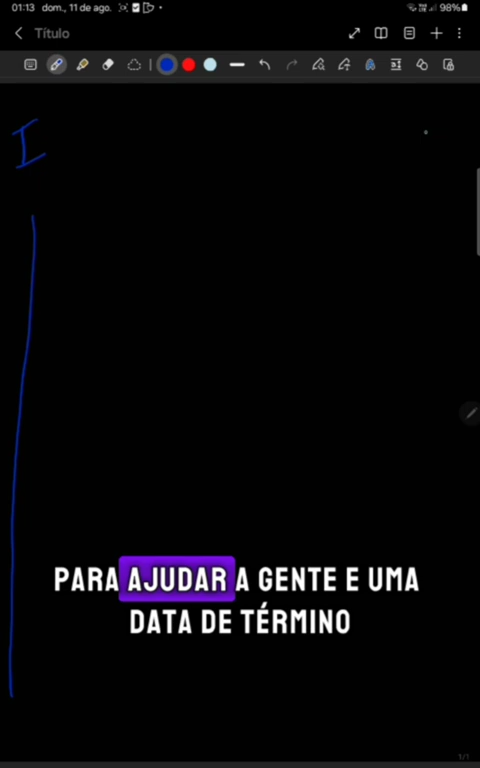 01:13 dom., 11 de ago.
98%
Título
I
PARA AJUDAR A GENTE E UMA
DATA DE TÉRMINO
1/1